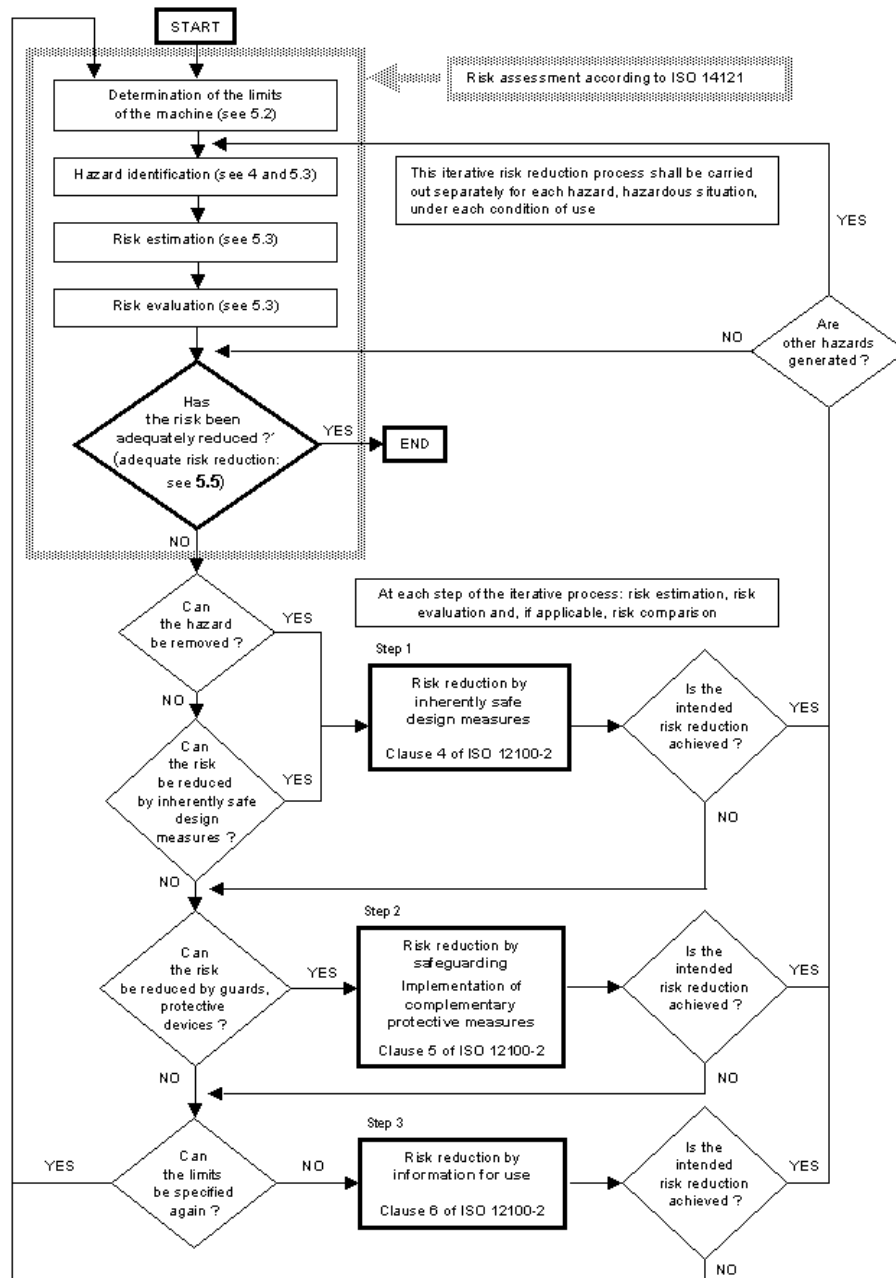 START
Risk assessment according to ISO 14121
Determination of the limits
of the machine (see 5.2)
Hazard identification (see 4 and 5.3)
This iterative risk reduction process shall be carried
out separately for each hazard, hazardous situation,
under each condition of use
YES
Risk estimation (see 5.3)
Risk evaluation (see 5.3)
NO
Are
other hazards
generated ?
Has
the risk been
adequately reduced ?'
(adequate risk reduction:
see 5.5)
YES
END
NO
At each step of the iterative process: risk estimation, risk
evaluation and, if applicable, risk comparison
Can
the hazard
be removed ?
YES
NO
Step 1
Risk reduction by
inherently safe
design measures
Clause 4 of ISO 12100-2
Is the
intended
risk reduction
achieved ?
YES
NO
Can
the risk
be reduced
by inherently safe
design
measures ?
YES
NO
Step 2
Can
the risk
be reduced by guards,
protective
devices ?
YES
Risk reduction by
safeguarding
Implementation of
complementary
protective measures
Clause 5 of ISO 12100-2
Is the
intended
risk reduction
achieved ?
YES
NO
NO
Step 3
YES
Can
the limits
be specified
again ?
NO
Risk reduction by
information for use
Clause 6 of ISO 12100-2
Is the
intended
risk reduction
achieved ?
YES
NO